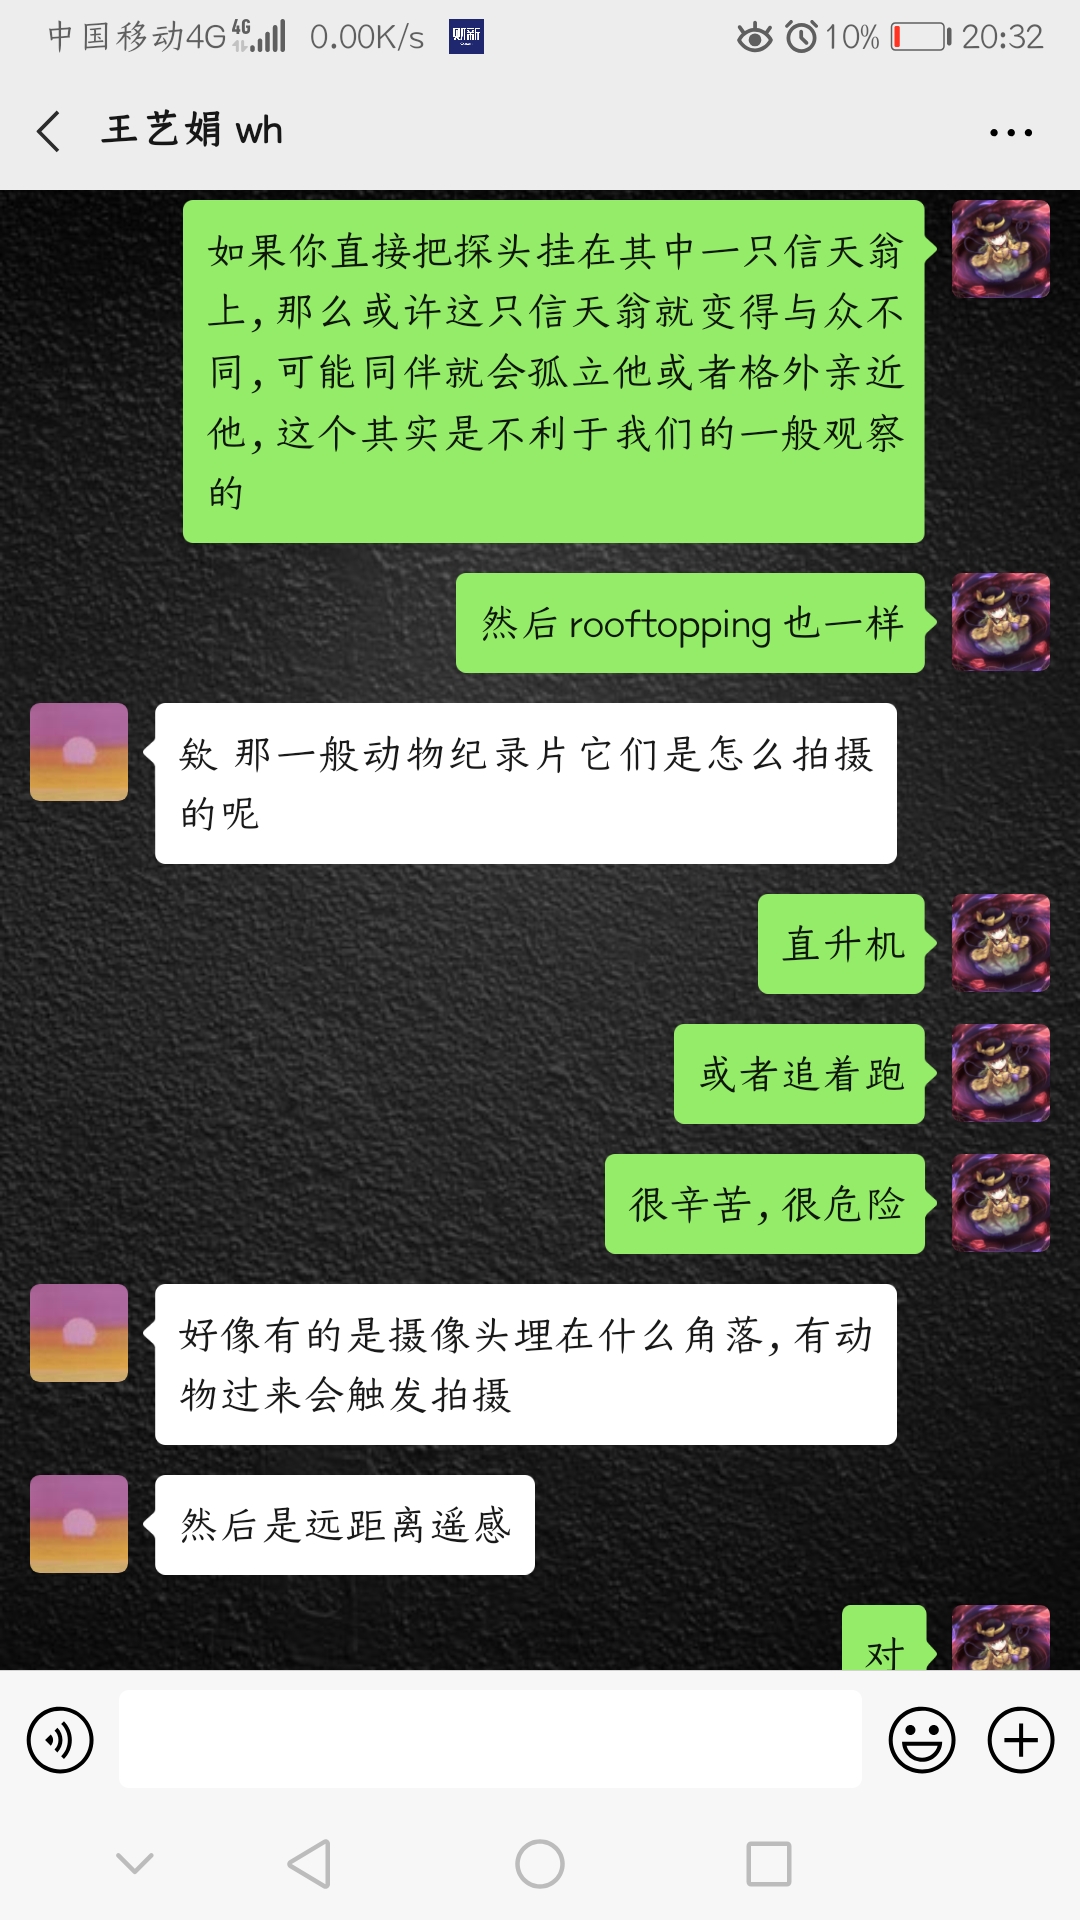 中国移动4G 4G 0.00K/s 财新 10% 20:32
王艺娟 wh
如果你直接把探头挂在其中一只信天翁
上,那么或许这只信天翁就变得与众不
同,可能同伴就会孤立他或者格外亲近
他,这个其实是不利于我们的一般观察
的
然后 rooftopping 也一样
欸 那一般动物纪录片它们是怎么拍摄
的呢
直升机
或者追着跑
很辛苦,很危险
好像有的是摄像头埋在什么角落,有动
物过来会触发拍摄
然后是远距离遥感
对